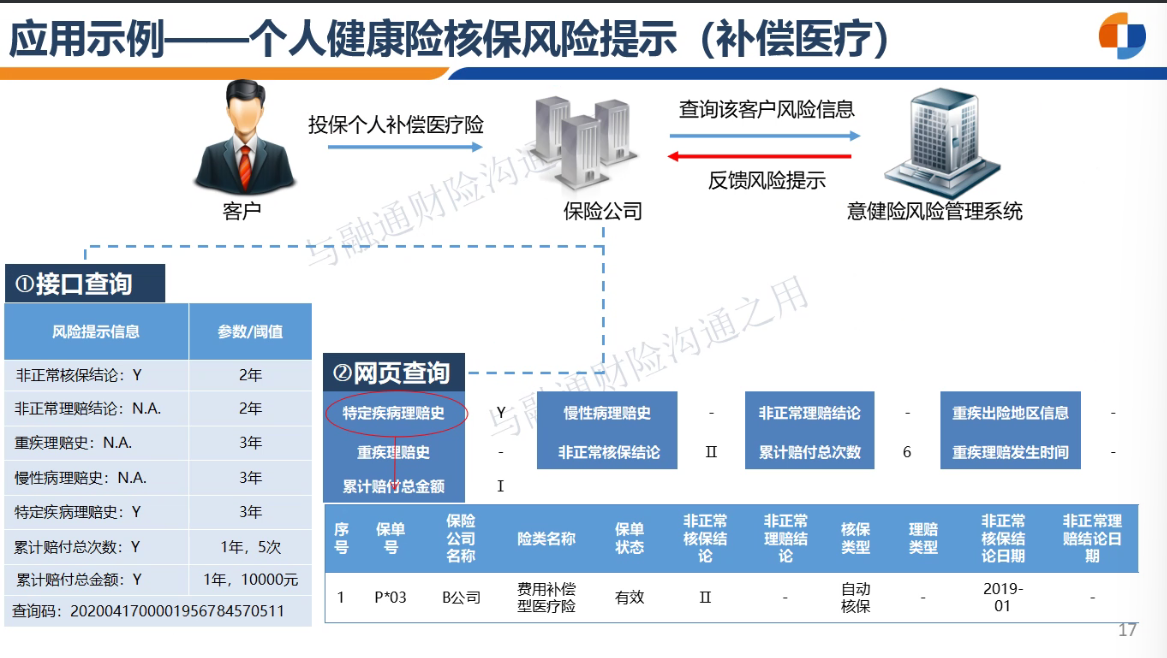 应用示例——个人健康险核保风险提示（补偿医疗）
投保个人补偿医疗险
查询该客户风险信息
反馈风险提示
客户
保险公司
意健险风险管理系统
与融通财险沟通
与融通财险沟通之用
①接口查询
风险提示信息 参数/阈值
非正常核保结论：Y 2年
非正常理赔结论：N.A. 2年
重疾理赔史：N.A. 3年
慢性病理赔史：N.A. 3年
特定疾病理赔史：Y 3年
累计赔付总次数：Y 1年，5次
累计赔付总金额：Y 1年，10000元
查询码：2020041700001956784570511
②网页查询
特定疾病理赔史 Y 慢性病理赔史 - 非正常理赔结论 - 重疾出险地区信息 -
重疾理赔史 - 非正常核保结论 II 累计赔付总次数 6 重疾理赔发生时间 -
累计赔付总金额 I
序号 保单号 保险公司名称 险类名称 保单状态 非正常核保结论 非正常理赔结论 核保类型 理赔类型 非正常核保结论日期 非正常理赔结论日期
1 P*03 B公司 费用补偿型医疗险 有效 II - 自动核保 - 2019-01 -
17